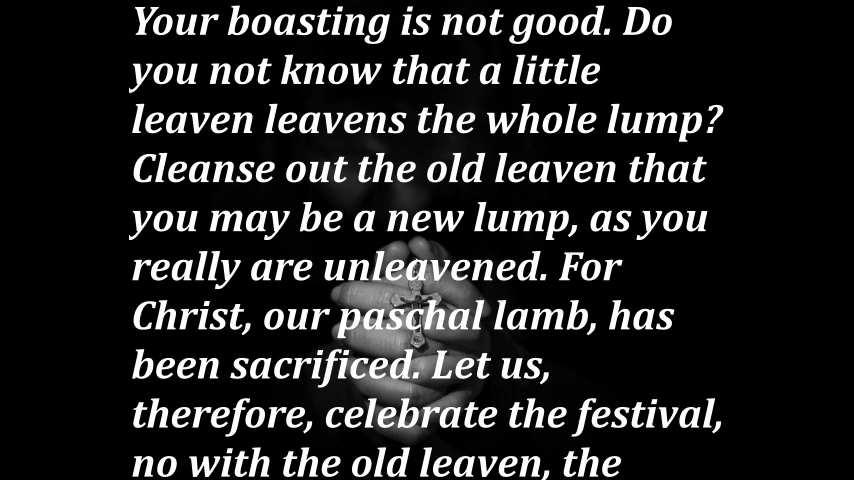 Your boasting is not good. Do
you not know that a little
leaven leavens the whole lump?
Cleanse out the old leaven that
you may be a new lump, as you
really are unleavened. For
Christ, our paschal lamb, has
been sacrificed. Let us,
therefore, celebrate the festival,
no with the old leaven, the